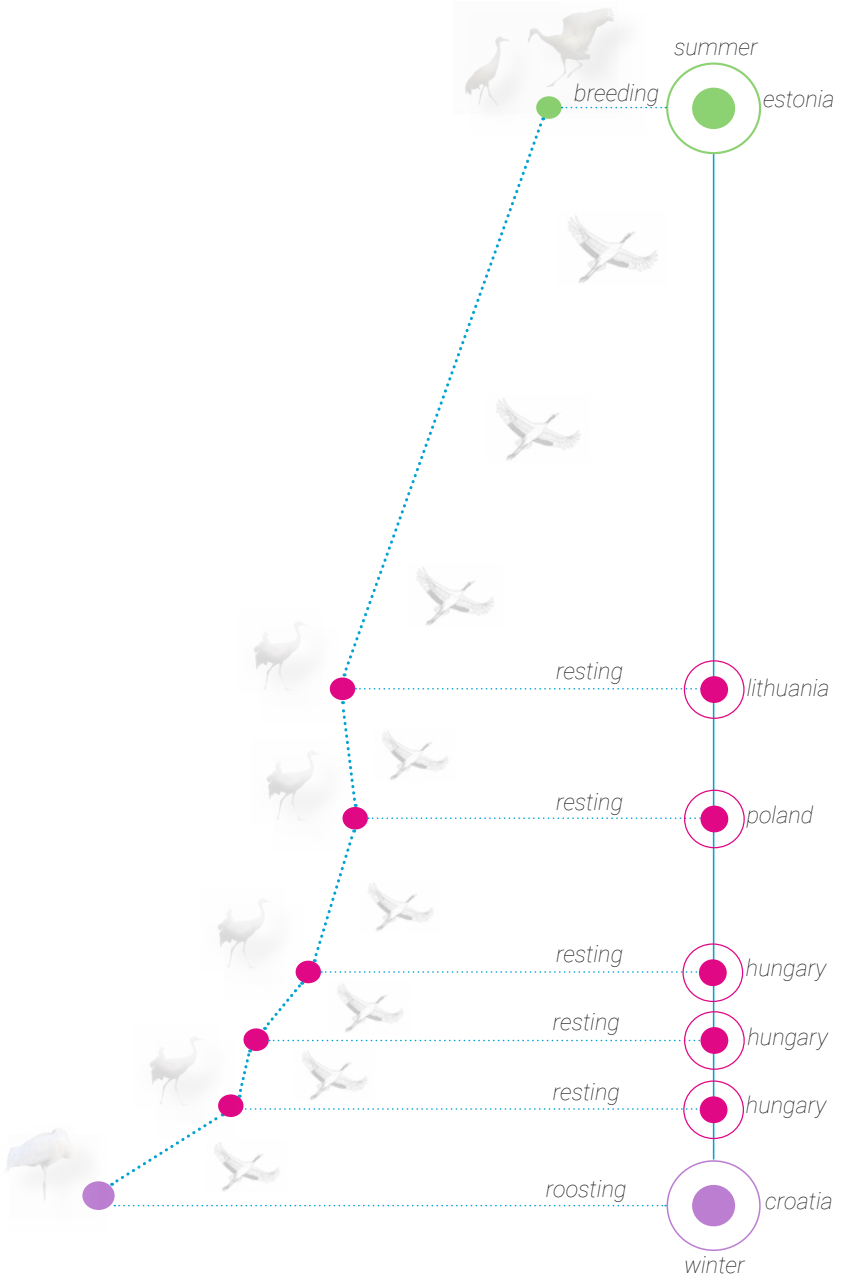 summer
breeding
estonia
resting
lithuania
resting
poland
resting
hungary
resting
hungary
resting
hungary
roosting
croatia
winter